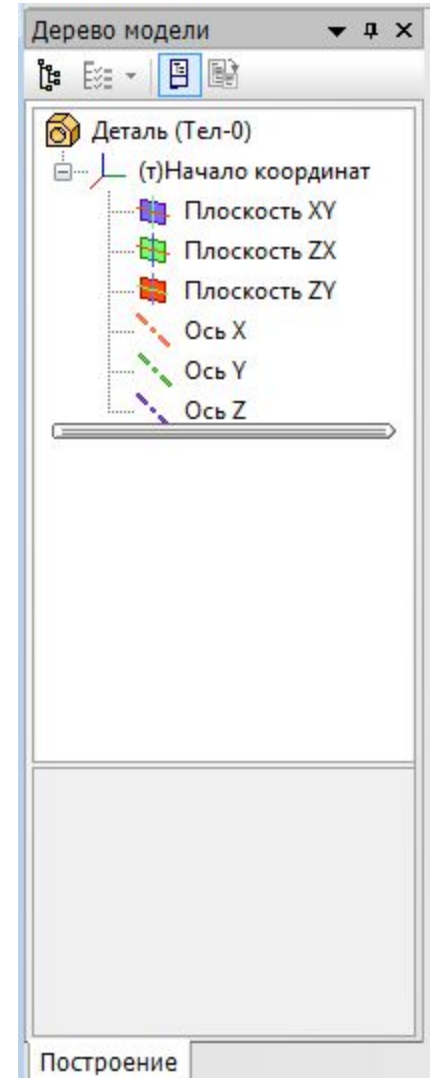 Дерево модели
Деталь (Тел-0)
(т)Начало координат
Плоскость XY
Плоскость ZX
Плоскость ZY
Ось X
Ось Y
Ось Z
Построение